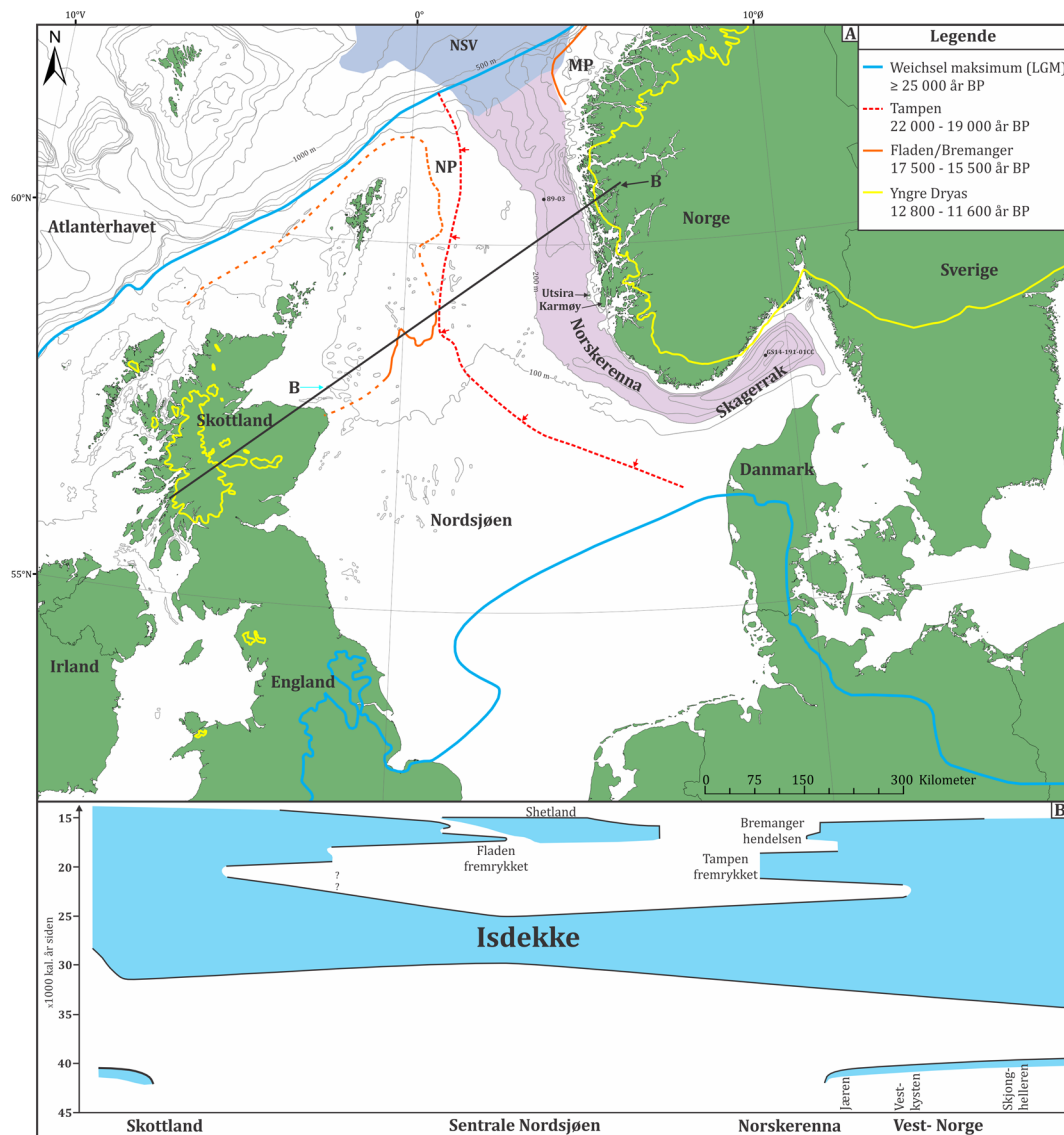 10°V
0°
10°Ø
N
A
Legende
Weichsel maksimum (LGM)
≥ 25 000 år BP
Tampen
22 000 - 19 000 år BP
Fladen/Bremanger
17 500 - 15 500 år BP
Yngre Dryas
12 800 - 11 600 år BP
NSV
500 m
MP
1000 m
NP
60°N
B
89-03
Atlanterhavet
Norge
Sverige
200 m
Utsira
Karmøy
Norskerenna
GS14-191-01CC
Skagerrak
100 m
B
Skottland
Danmark
Nordsjøen
55°N
Irland
England
0 75 150 300 Kilometer
B
15
20
25
30
35
40
45
x1000 kal. år siden
Shetland
Fladen
fremrykket
Bremanger
hendelsen
Tampen
fremrykket
?
?
Isdekke
Jæren
Vest-
kysten
Skjong-
helleren
Skottland
Sentrale Nordsjøen
Norskerenna
Vest- Norge